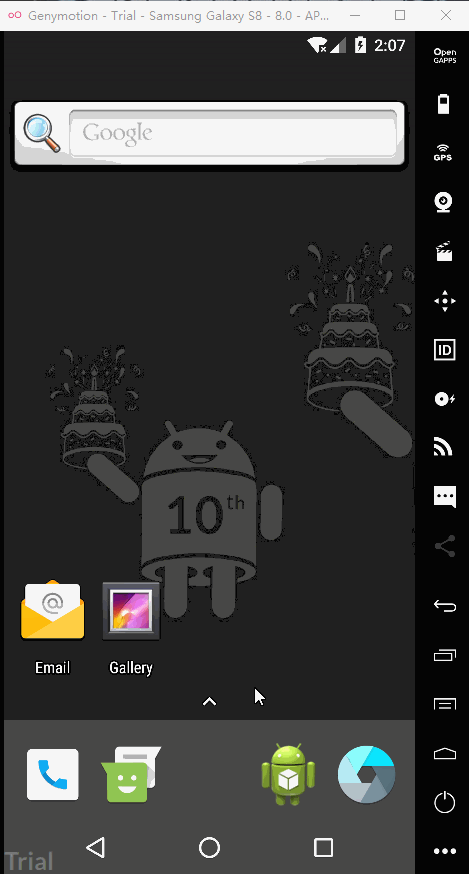 Genymotion - Trial - Samsung Galaxy S8 - 8.0 - AP...
2:07
Open
GAPPS
Google
GPS
ID
10th
@
Email
Gallery
Trial